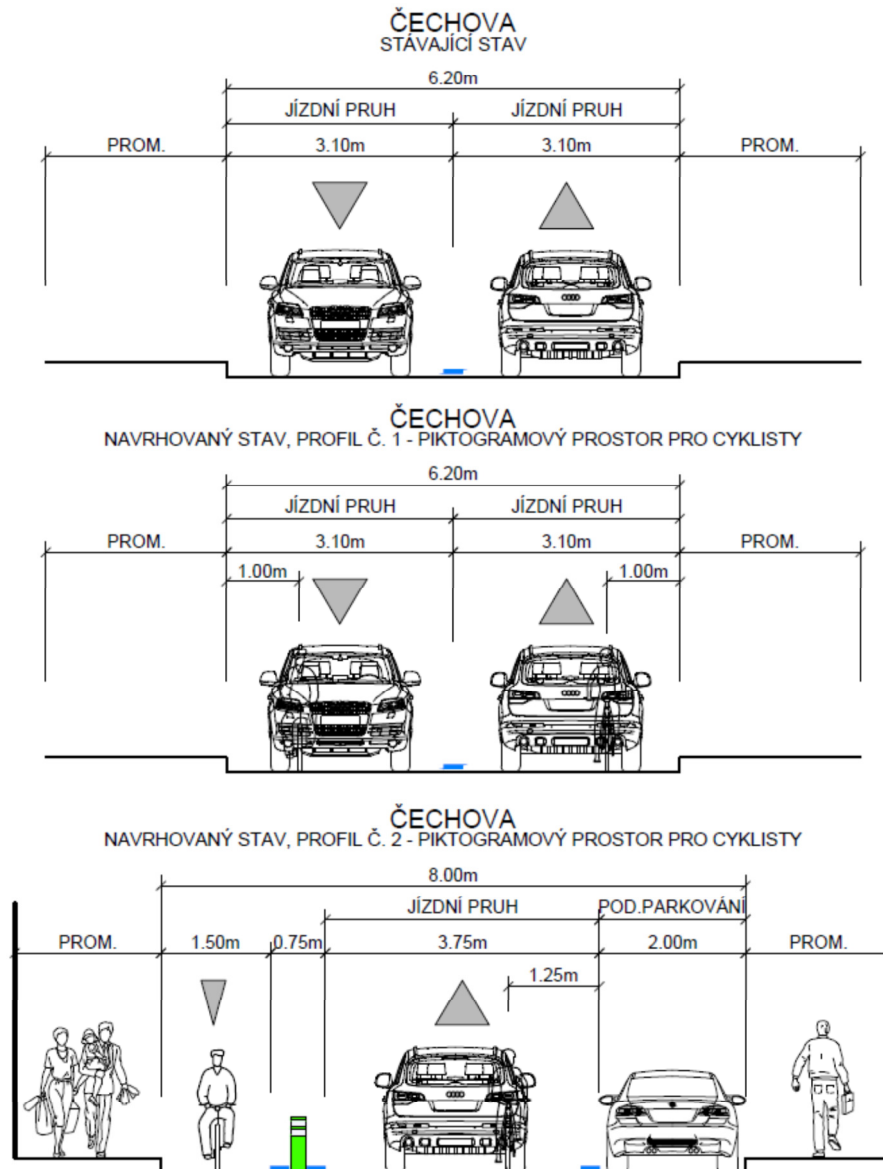 ČECHOVA
STÁVAJÍCÍ STAV
6.20m
JÍZDNÍ PRUH JÍZDNÍ PRUH
PROM. 3.10m 3.10m PROM.
ČECHOVA
NAVRHOVANÝ STAV, PROFIL Č. 1 - PIKTOGRAMOVÝ PROSTOR PRO CYKLISTY
6.20m
JÍZDNÍ PRUH JÍZDNÍ PRUH
PROM. 3.10m 3.10m PROM.
1.00m 1.00m
ČECHOVA
NAVRHOVANÝ STAV, PROFIL Č. 2 - PIKTOGRAMOVÝ PROSTOR PRO CYKLISTY
8.00m
JÍZDNÍ PRUH POD.PARKOVÁNÍ
PROM. 1.50m 0.75m 3.75m 2.00m PROM.
1.25m